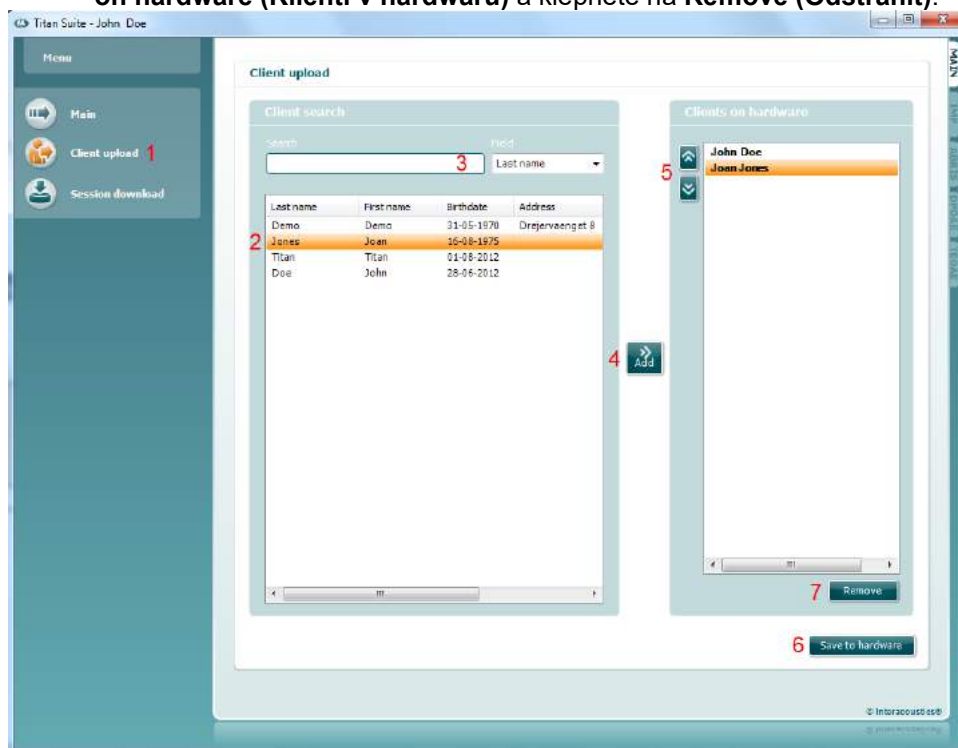 on hardware (Klienti v hardwaru) a klepněte na Remove (Odstranit).
Titan Suite - John Doe
Menu
Main
Client upload 1
Session download
Client upload
Client search
Search
Field
3
Last name
Last name First name Birthdate Address
Demo Demo 31-05-1970 Drejervaenget 8
2 Jones Joan 16-08-1975
Titan Titan 01-08-2012
Doe John 28-06-2012
4 Add
Clients on hardware
5
John Doe
Joan Jones
7 Remove
6 Save to hardware
© Interacoustics®
MAIN
IMP